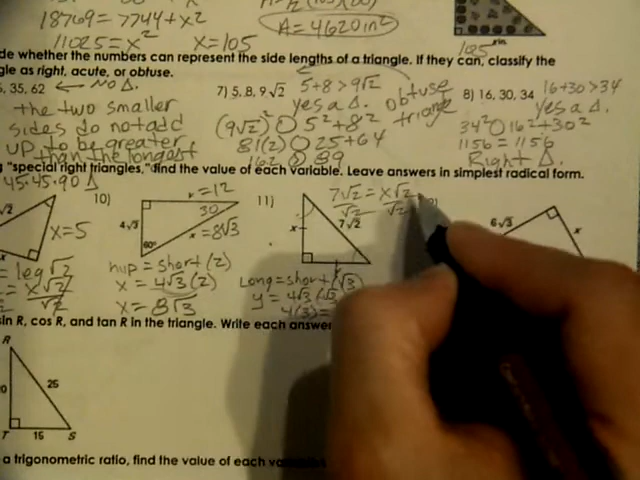 18769 = 7744 + x²
11025 = x²  x = 105
A = 4620 in²
105
de whether the numbers can represent the side lengths of a triangle. If they can, classify the
gle as right, acute, or obtuse.
, 35, 62 ← No Δ.
the two smaller
sides do not add
up to be greater
than the longest
7) 5, 8, 9√2  5+8 > 9√2
yes a Δ.
obtuse
triangle
(9√2)² ○ 5² + 8²
81(2) ○ 25 + 64
162 89
8) 16, 30, 34  16+30 > 34
yes a Δ.
34² ○ 16² + 30²
1156 = 1156
Right Δ.
"special right triangles," find the value of each variable. Leave answers in simplest radical form.
45·45·90 Δ
√2
x = 5
= leg√2
= x√2
√2
10)
y = 12
30
4√3
60°
x = 8√3
hyp = short (2)
x = 4√3 (2)
x = 8√3
11)
x
7√2
7√2 = x√2
√2 √2
long = short (√3)
y = 4√3 (√3
4(3) =
6√3
x
sin R, cos R, and tan R in the triangle. Write each answer
R
25
T 15 S
a trigonometric ratio, find the value of each